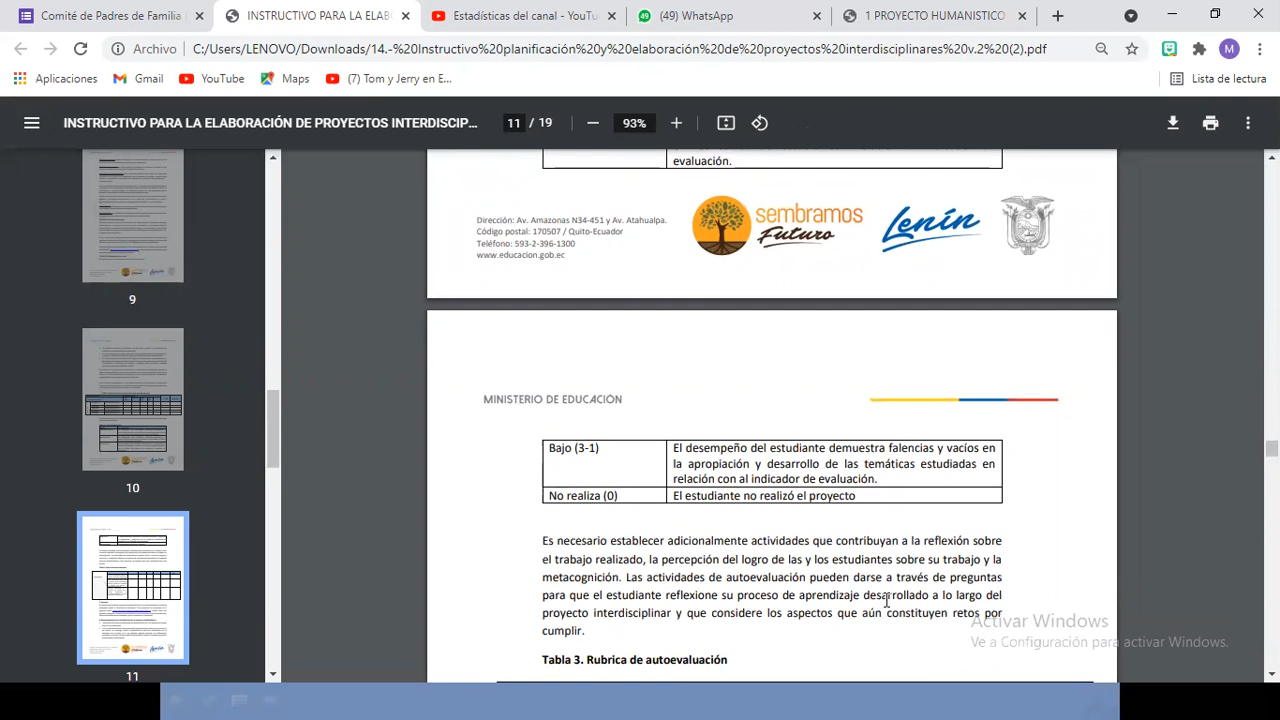 Comité de Padres de Familia
INSTRUCTIVO PARA LA ELAB
Estadísticas del canal - YouTu
(49) WhatsApp
1 PROYECTO HUMANISTICO
Archivo
C:/Users/LENOVO/Downloads/14.-%20Instructivo%20planificación%20y%20elaboración%20de%20proyectos%20interdisciplinares%20v.2%20(2).pdf
M
Aplicaciones
Gmail
YouTube
Maps
(7) Tom y Jerry en E...
Lista de lectura
INSTRUCTIVO PARA LA ELABORACIÓN DE PROYECTOS INTERDISCIP...
11 / 19
93%
9
10
11
evaluación.
Dirección: Av. Amazonas N34-451 y Av. Atahualpa.
Código postal: 170507 / Quito-Ecuador
Teléfono: 593-2-396-1300
www.educacion.gob.ec
sembramos
Futuro
Lenín
MINISTERIO DE EDUCACIÓN
Bajo (3-1)
El desempeño del estudiante demuestra falencias y vacíos en
la apropiación y desarrollo de las temáticas estudiadas en
relación con al indicador de evaluación.
No realiza (0)
El estudiante no realizó el proyecto
Es necesario establecer adicionalmente actividades que contribuyan a la reflexión sobre
el trabajo realizado, la percepción del logro de las y los estudiantes sobre su trabajo y la
metacognición. Las actividades de autoevaluación pueden darse a través de preguntas
para que el estudiante reflexione su proceso de aprendizaje desarrollado a lo largo del
proyecto interdisciplinar y que considere los aspectos que aún constituyen retos por
cumplir.
Tabla 3. Rubrica de autoevaluación
Activar Windows
Ve a Configuración para activar Windows.